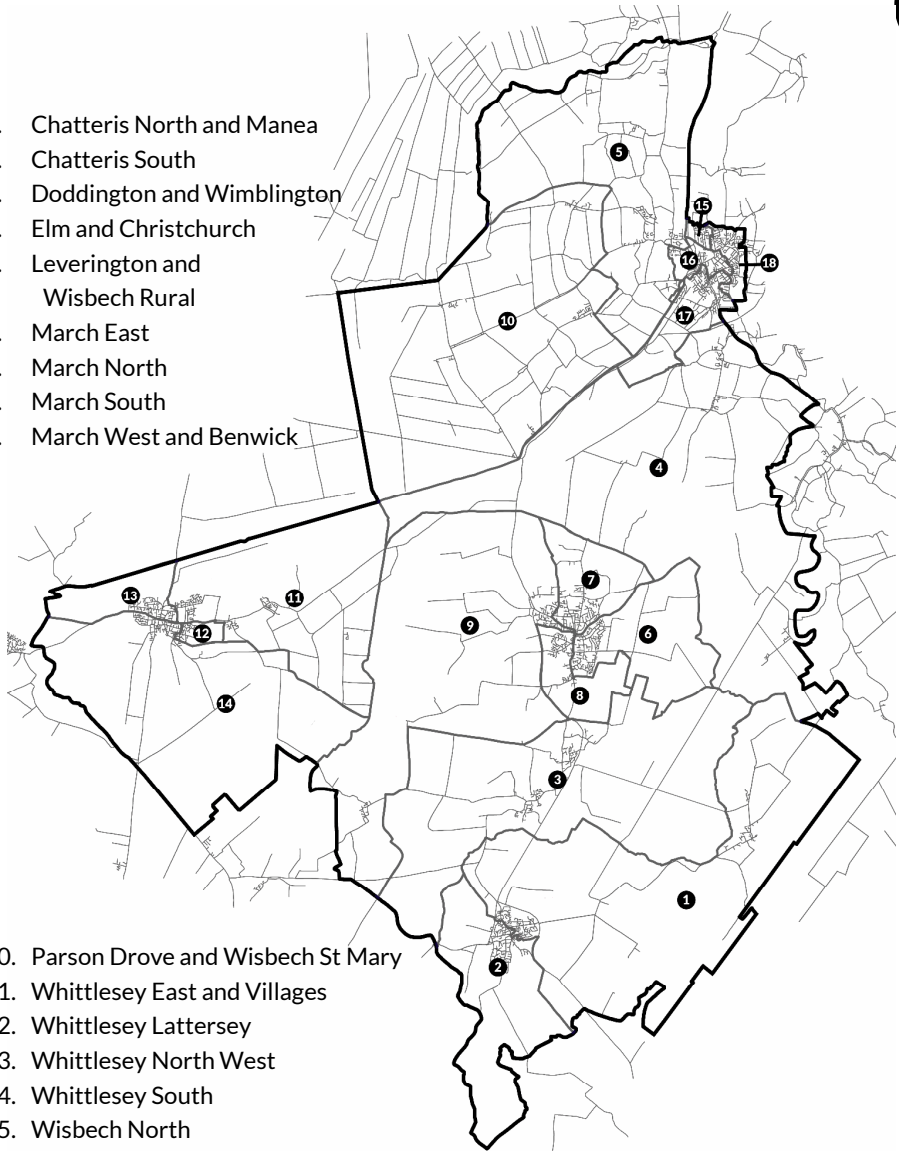 . Chatteris North and Manea
. Chatteris South
. Doddington and Wimblington
. Elm and Christchurch
. Leverington and
Wisbech Rural
. March East
. March North
. March South
. March West and Benwick
5
15
16
18
10
17
4
7
13
11
9
12
6
14
8
3
1
2
0. Parson Drove and Wisbech St Mary
1. Whittlesey East and Villages
2. Whittlesey Lattersey
3. Whittlesey North West
4. Whittlesey South
5. Wisbech North